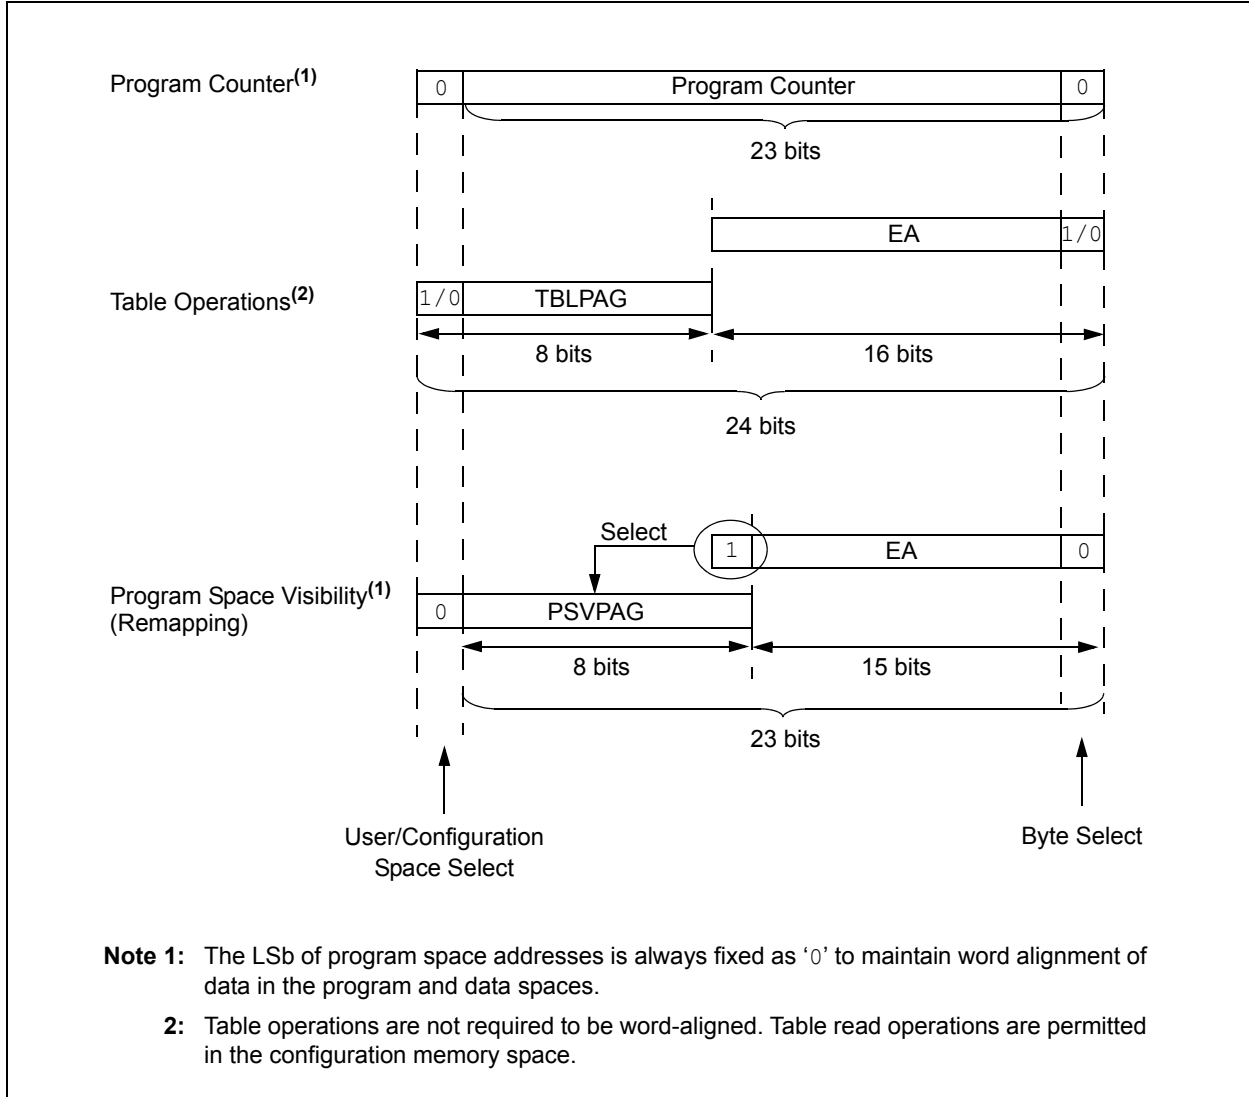 Program Counter(1)
0 Program Counter 0
23 bits
EA 1/0
Table Operations(2)
1/0 TBLPAG
8 bits 16 bits
24 bits
Select
1 EA 0
Program Space Visibility(1)
(Remapping)
0 PSVPAG
8 bits 15 bits
23 bits
User/Configuration
Space Select
Byte Select
Note 1: The LSb of program space addresses is always fixed as ‘0’ to maintain word alignment of
data in the program and data spaces.
2: Table operations are not required to be word-aligned. Table read operations are permitted
in the configuration memory space.